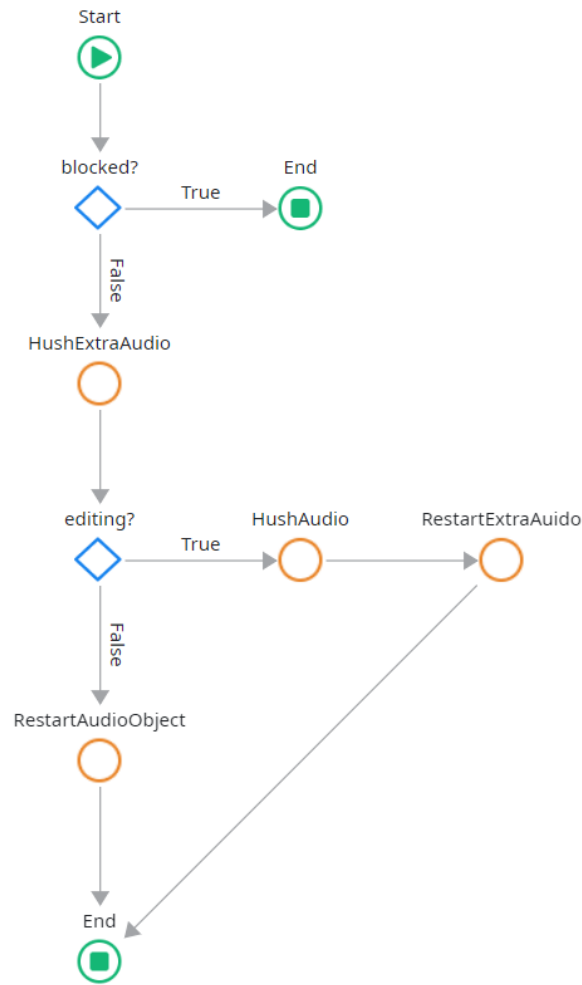 Start
blocked?
True
End
False
HushExtraAudio
editing?
True
HushAudio
RestartExtraAuido
False
RestartAudioObject
End